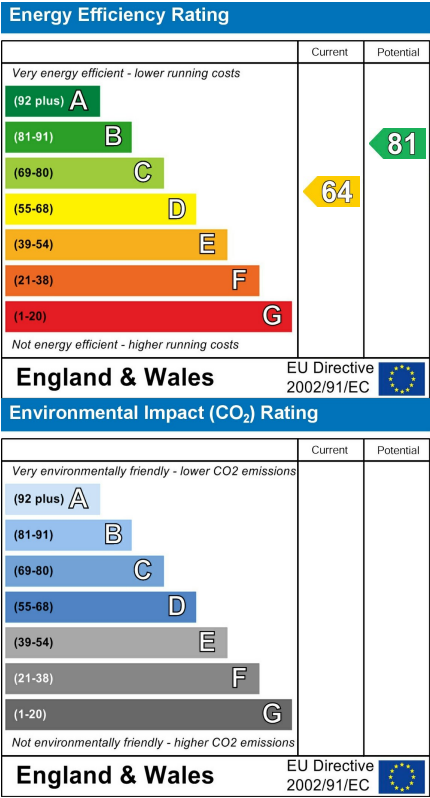 Energy Efficiency Rating
Current Potential
Very energy efficient - lower running costs
(92 plus) A
(81-91) B
(69-80) C
(55-68) D
(39-54) E
(21-38) F
(1-20) G
64
81
Not energy efficient - higher running costs
England & Wales
EU Directive
2002/91/EC
Environmental Impact (CO₂) Rating
Current Potential
Very environmentally friendly - lower CO2 emissions
(92 plus) A
(81-91) B
(69-80) C
(55-68) D
(39-54) E
(21-38) F
(1-20) G
Not environmentally friendly - higher CO2 emissions
England & Wales
EU Directive
2002/91/EC